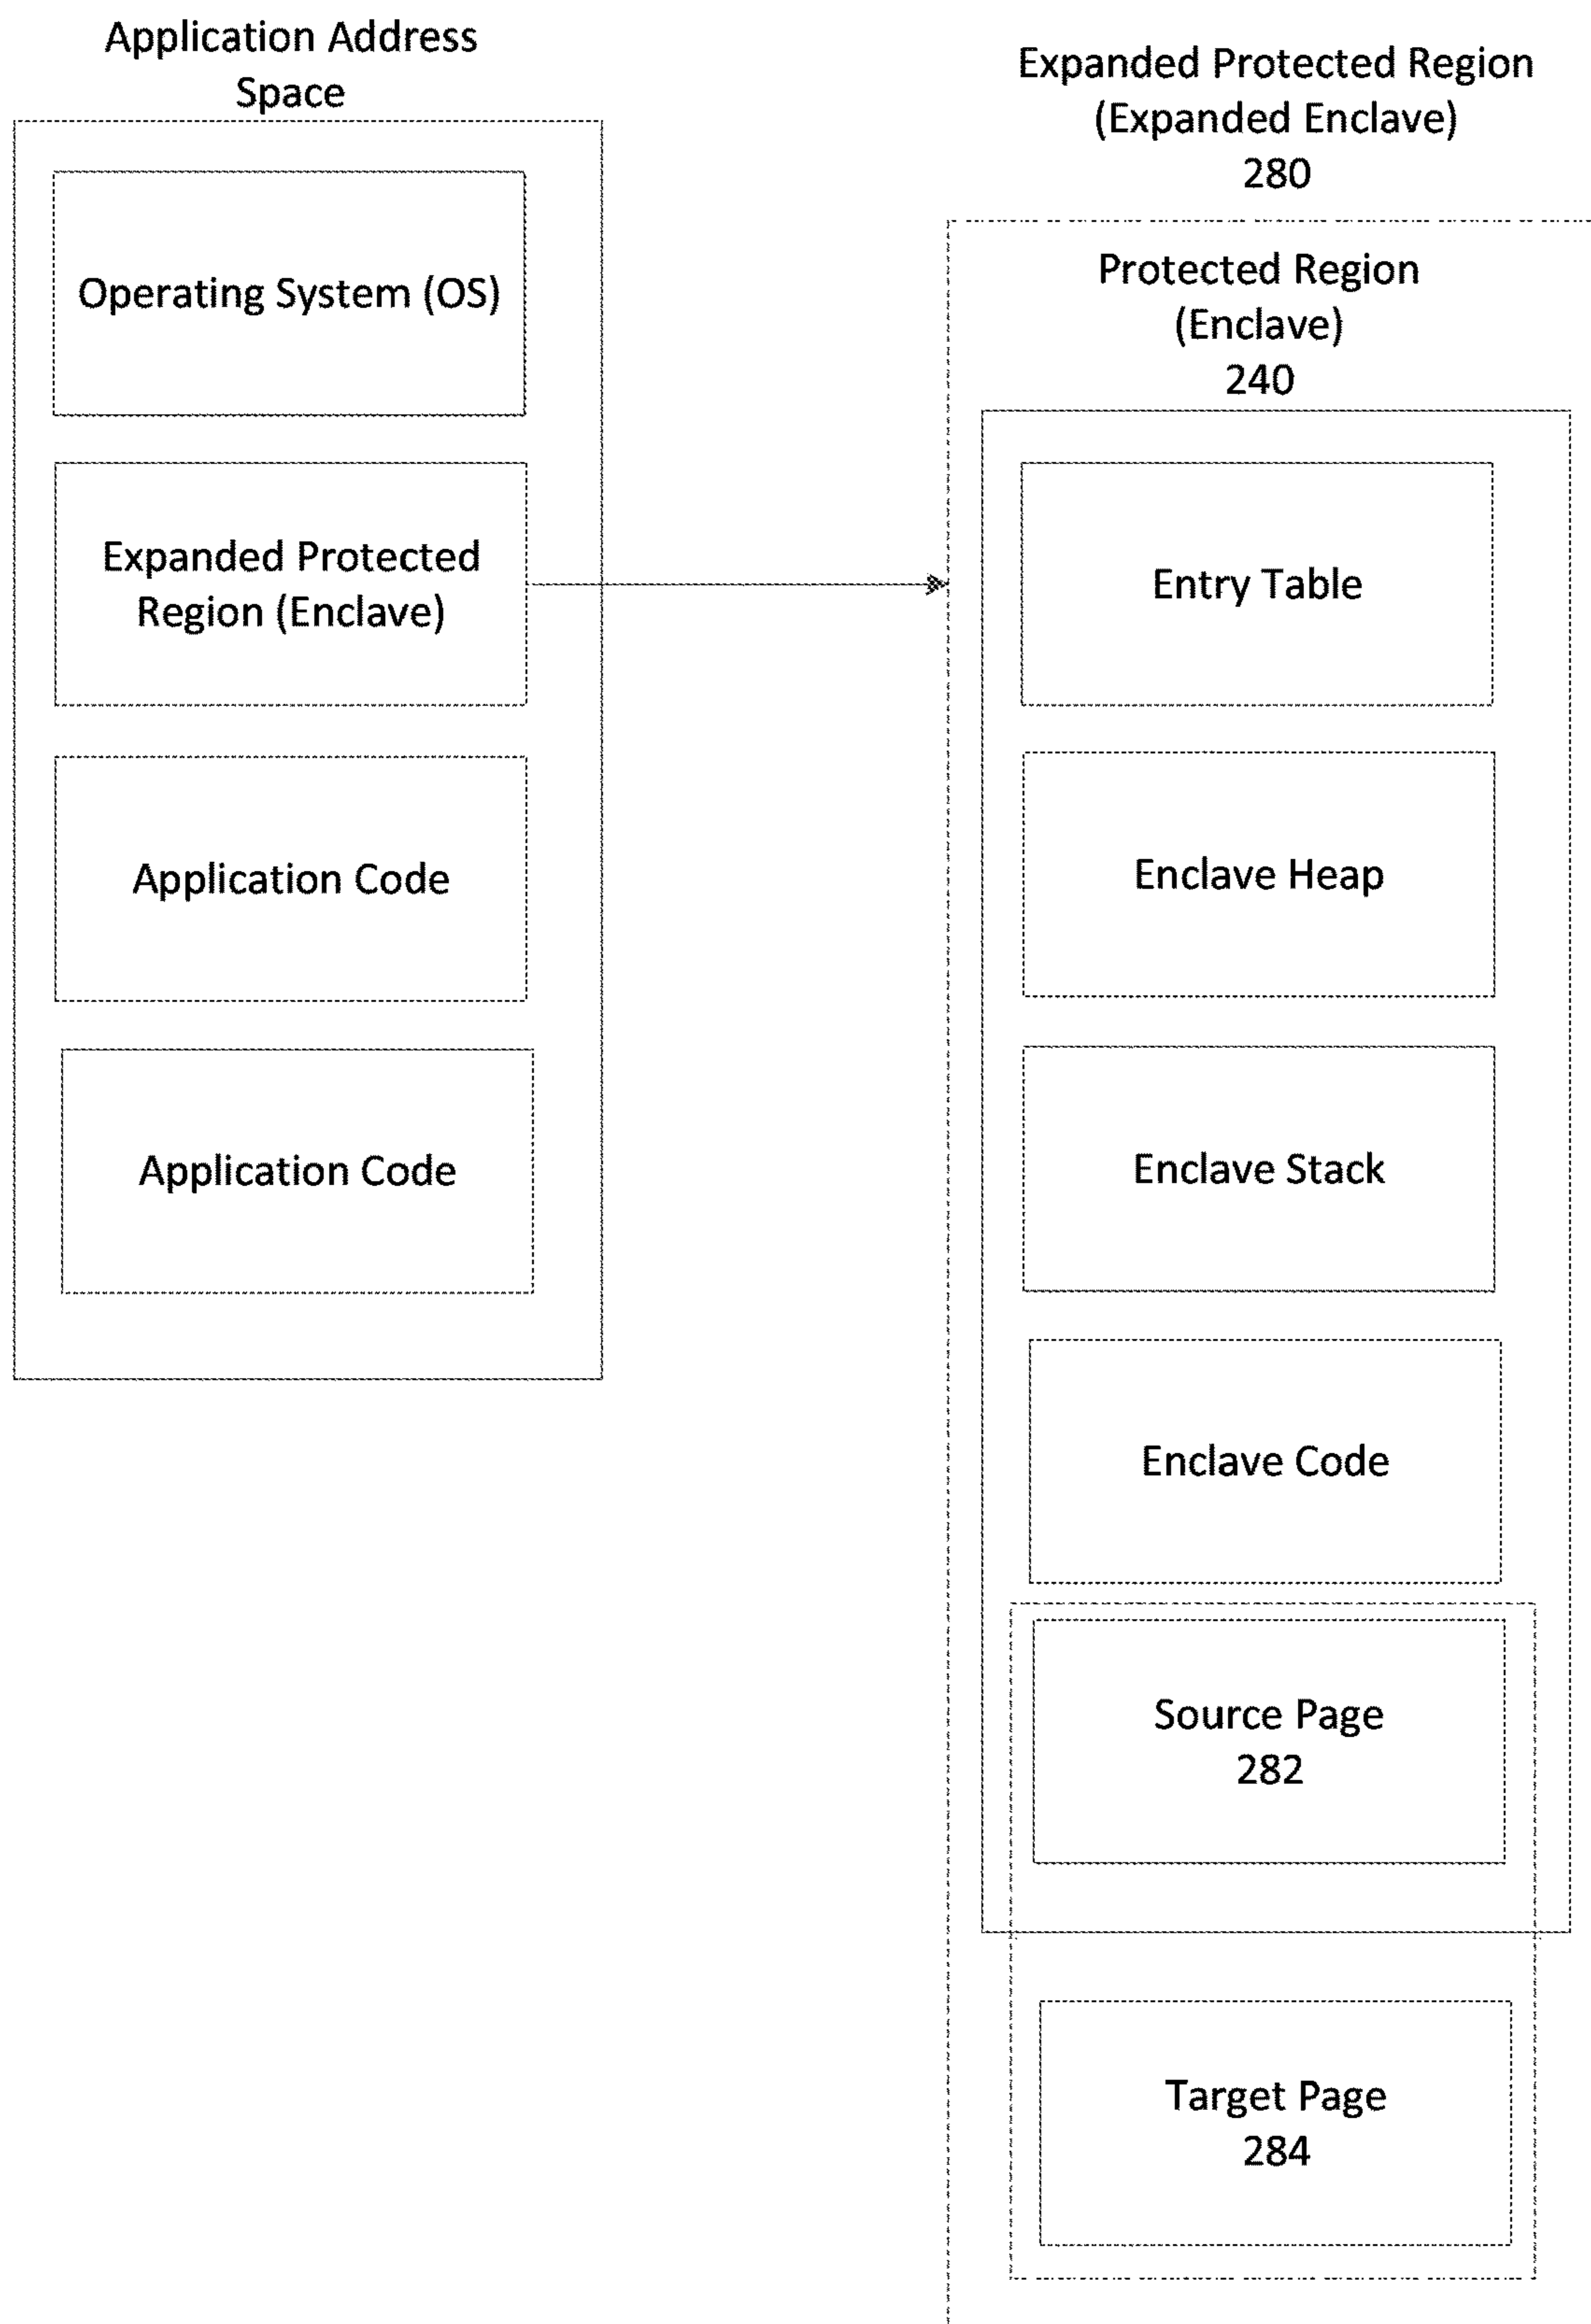 Application Address
Space
Operating System (OS)
Expanded Protected
Region (Enclave)
Application Code
Application Code
Expanded Protected Region
(Expanded Enclave)
280
Protected Region
(Enclave)
240
Entry Table
Enclave Heap
Enclave Stack
Enclave Code
Source Page
282
Target Page
284